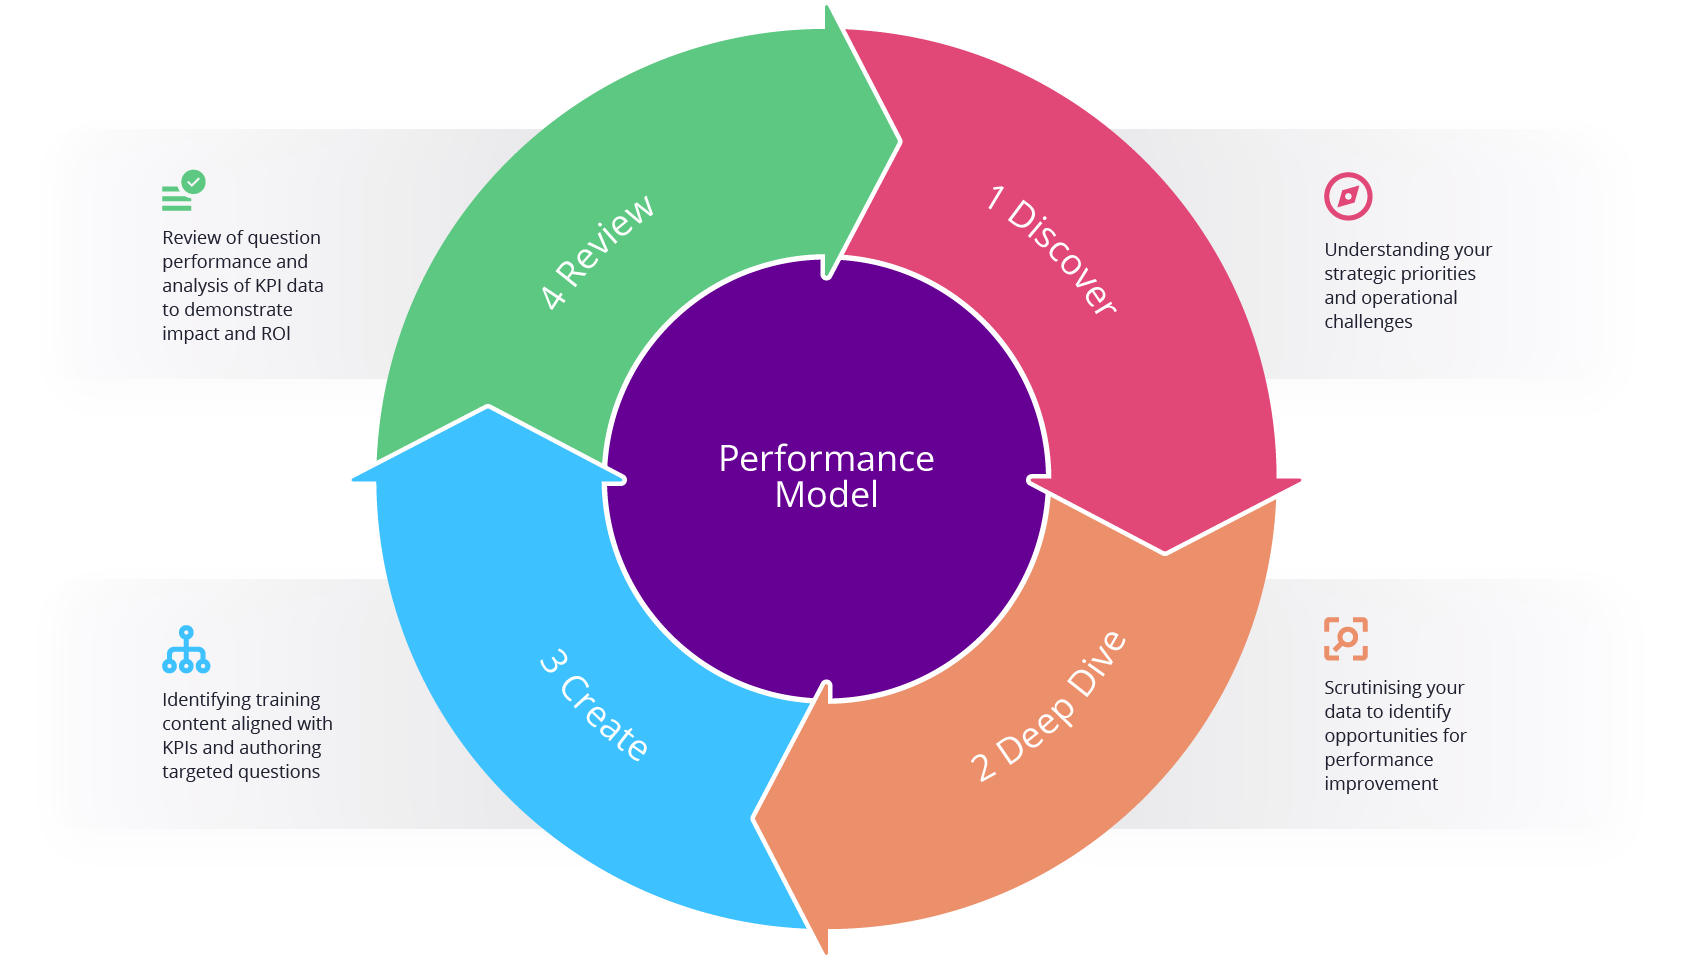 Performance
Model
1 Discover
Understanding your
strategic priorities
and operational
challenges
2 Deep Dive
Scrutinising your
data to identify
opportunities for
performance
improvement
3 Create
Identifying training
content aligned with
KPIs and authoring
targeted questions
4 Review
Review of question
performance and
analysis of KPI data
to demonstrate
impact and ROl